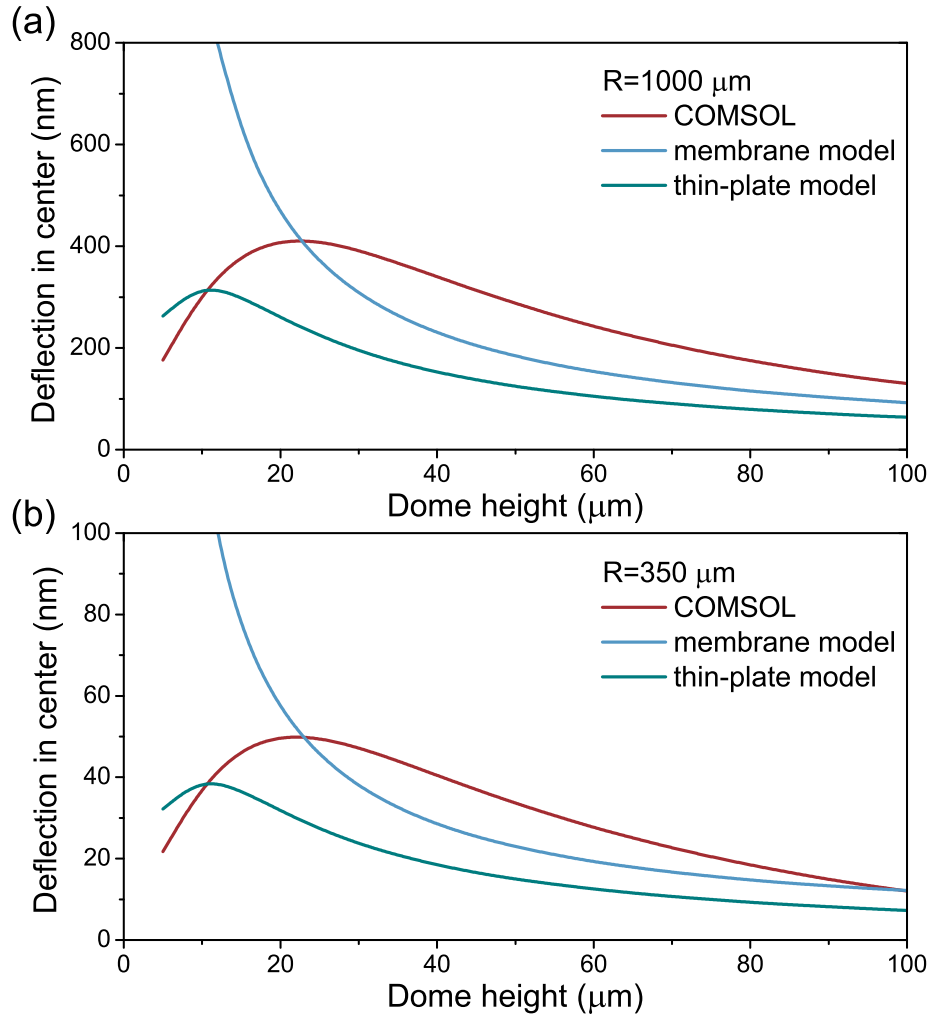 (a)
800
600
400
200
0
Deflection in center (nm)
R=1000 μm
COMSOL
membrane model
thin-plate model
0 20 40 60 80 100
Dome height (μm)
(b)
100
80
60
40
20
0
Deflection in center (nm)
R=350 μm
COMSOL
membrane model
thin-plate model
0 20 40 60 80 100
Dome height (μm)